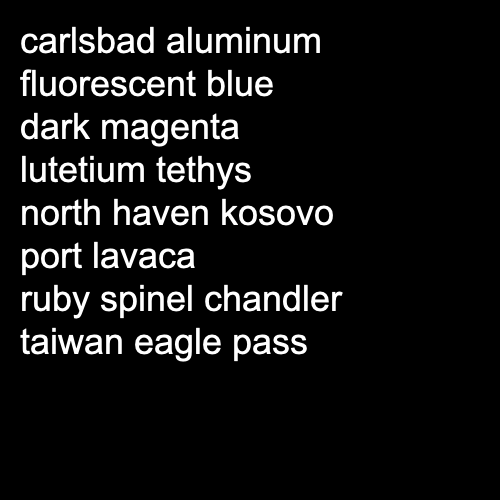 carlsbad aluminum
fluorescent blue
dark magenta
lutetium tethys
north haven kosovo
port lavaca
ruby spinel chandler
taiwan eagle pass